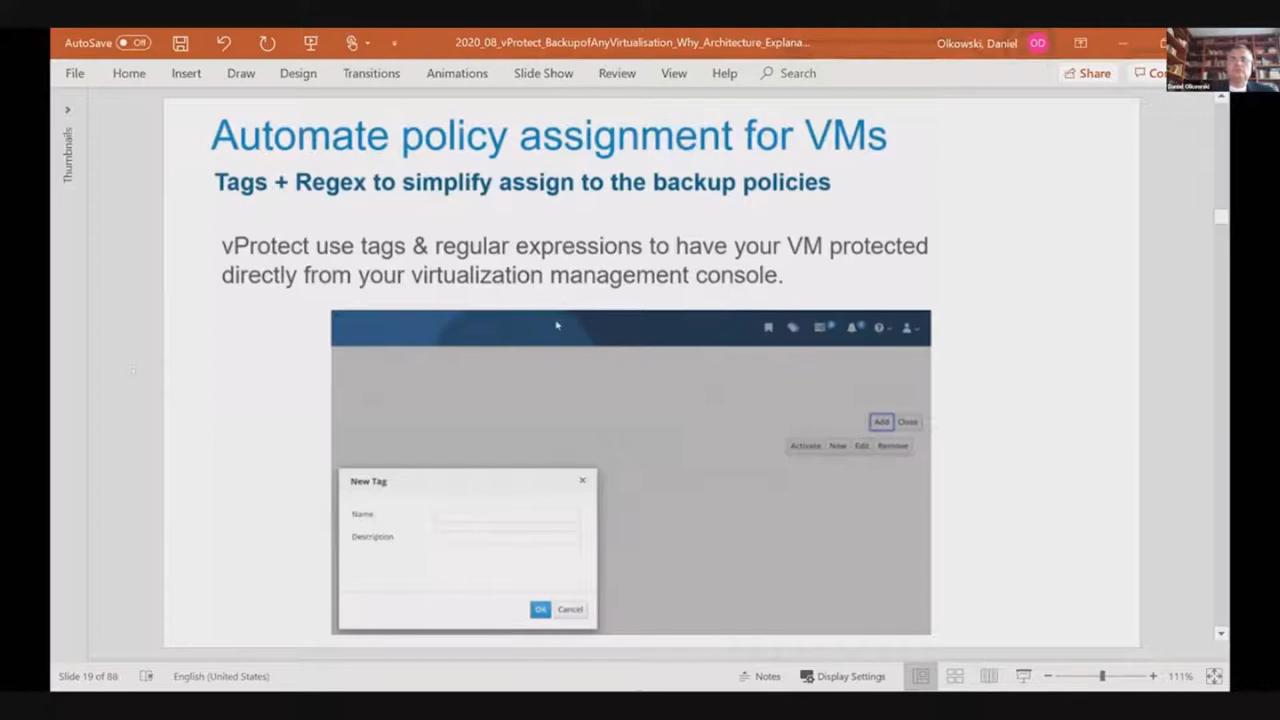 AutoSave Off
2020_08_vProtect_BackupofAnyVirtualisation_Why_Architecture_Explana...
Olkowski, Daniel OD
Daniel Olkowski
File Home Insert Draw Design Transitions Animations Slide Show Review View Help Search Share
Thumbnails
Automate policy assignment for VMs
Tags + Regex to simplify assign to the backup policies
vProtect use tags & regular expressions to have your VM protected
directly from your virtualization management console.
Add Close
Activate New Edit Remove
New Tag
Name
Description
OK Cancel
Slide 19 of 88 English (United States) Notes Display Settings 111%